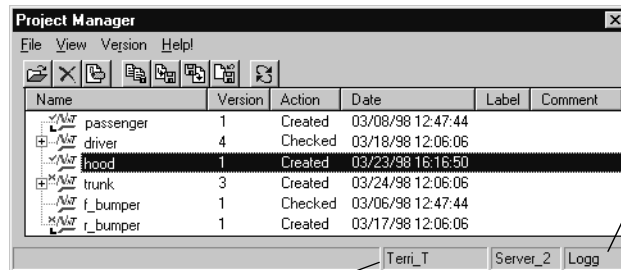 Project Manager
File View Version Help!
Name Version Action Date Label Comment
passenger 1 Created 03/08/98 12:47:44
driver 4 Checked 03/18/98 12:06:06
hood 1 Created 03/23/98 16:16:50
trunk 3 Created 03/24/98 12:06:06
f_bumper 1 Checked 03/06/98 12:47:44
r_bumper 1 Created 03/17/98 12:06:06
Terri_T Server_2 Logg